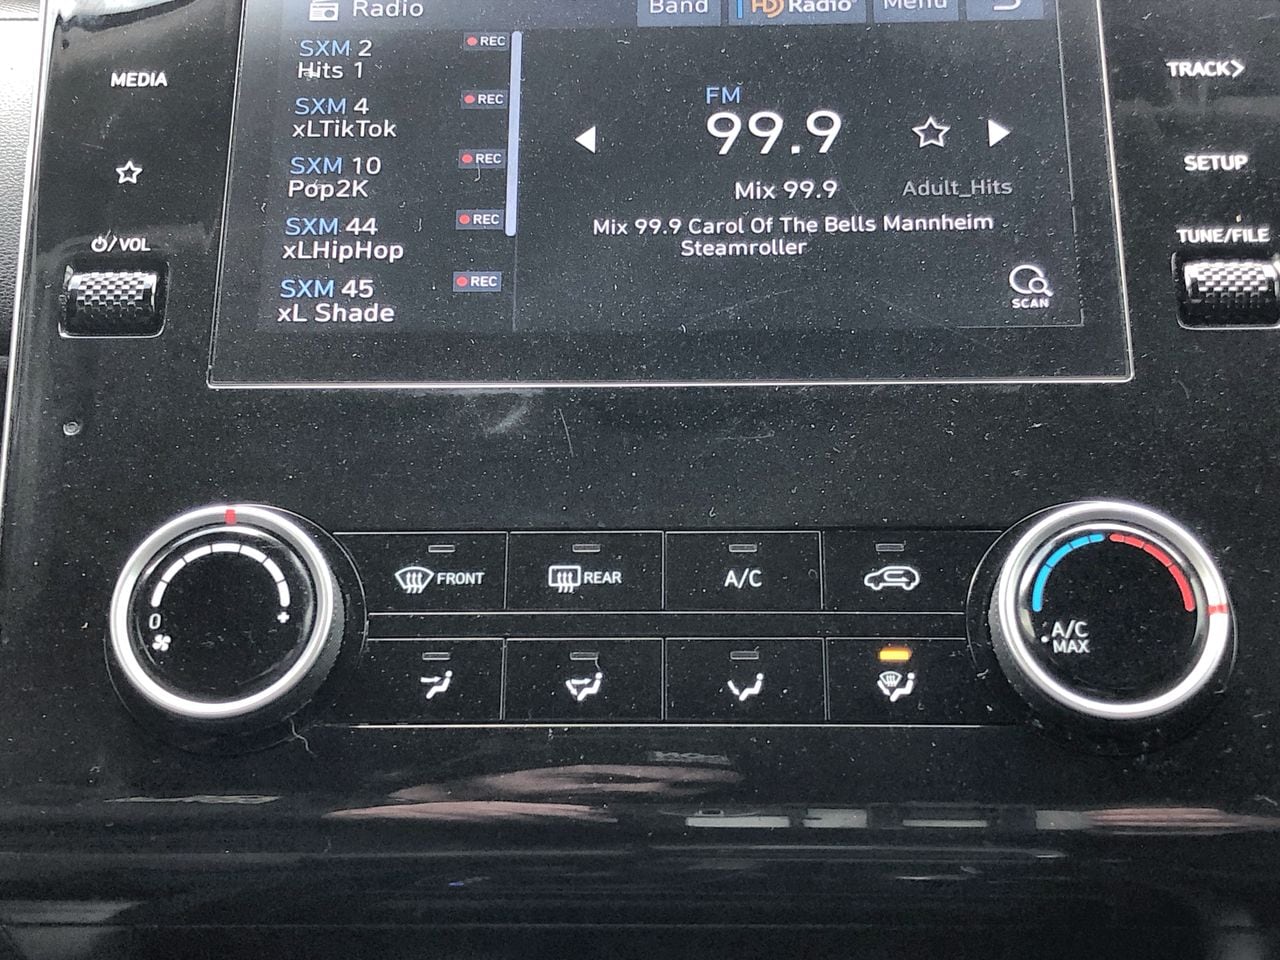 Radio
Band
HD Radio
Menu
MEDIA
SXM 2
Hits 1
REC
SXM 4
xLTikTok
REC
SXM 10
Pop2K
REC
SXM 44
xLHipHop
REC
SXM 45
xL Shade
REC
FM
99.9
Mix 99.9
Adult_Hits
Mix 99.9 Carol Of The Bells Mannheim
Steamroller
SCAN
TRACK>
SETUP
TUNE/FILE
/VOL
0
+
FRONT
REAR
A/C
A/C
MAX